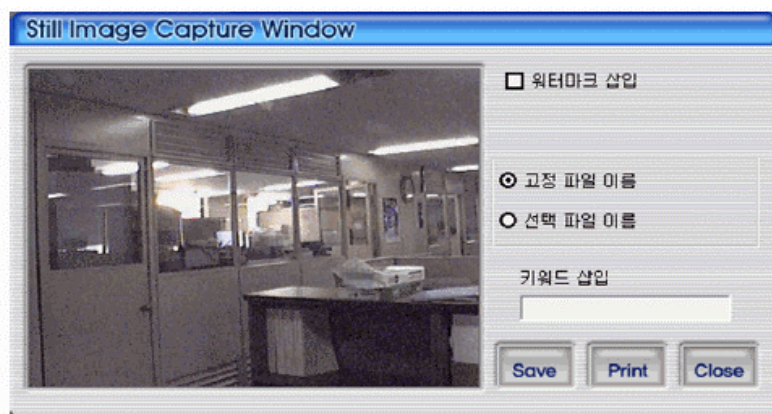 Still Image Capture Window
워터마크 삽입
고정 파일 이름
선택 파일 이름
키워드 삽입
Save
Print
Close